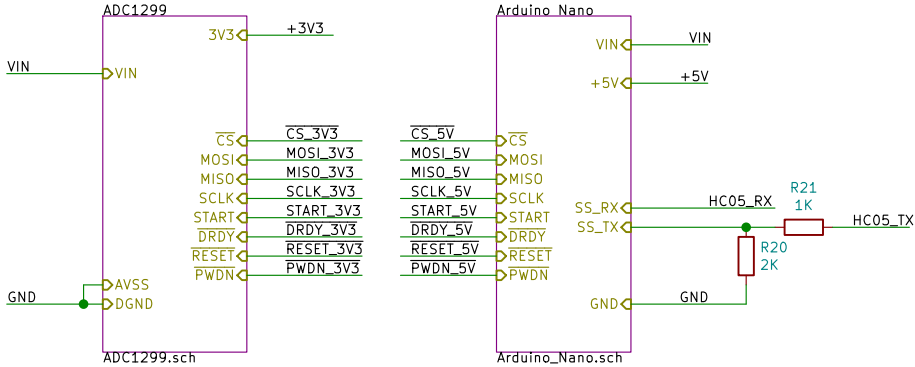 ADC1299
3V3
+3V3
VIN
VIN
CS
CS_3V3
MOSI
MOSI_3V3
MISO
MISO_3V3
SCLK
SCLK_3V3
START
START_3V3
DRDY
DRDY_3V3
RESET
RESET_3V3
PWDN
PWDN_3V3
AVSS
GND
DGND
ADC1299.sch
Arduino Nano
VIN
VIN
+5V
+5V
CS_5V
CS
MOSI_5V
MOSI
MISO_5V
MISO
SCLK_5V
SCLK
START_5V
START
DRDY_5V
DRDY
RESET_5V
RESET
PWDN_5V
PWDN
SS_RX
HC05_RX
SS_TX
R21
1K
HC05_TX
R20
2K
GND
GND
Arduino_Nano.sch